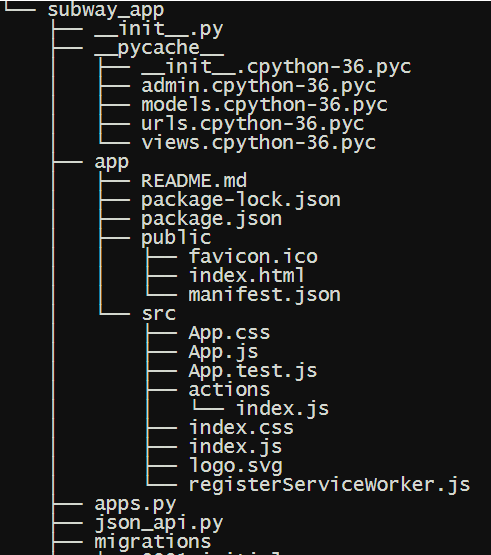 └── subway_app
    ├── __init__.py
    ├── __pycache__
    │   ├── __init__.cpython-36.pyc
    │   ├── admin.cpython-36.pyc
    │   ├── models.cpython-36.pyc
    │   ├── urls.cpython-36.pyc
    │   └── views.cpython-36.pyc
    ├── app
    │   ├── README.md
    │   ├── package-lock.json
    │   ├── package.json
    │   ├── public
    │   │   ├── favicon.ico
    │   │   ├── index.html
    │   │   └── manifest.json
    │   └── src
    │       ├── App.css
    │       ├── App.js
    │       ├── App.test.js
    │       ├── actions
    │       │   └── index.js
    │       ├── index.css
    │       ├── index.js
    │       ├── logo.svg
    │       └── registerServiceWorker.js
    ├── apps.py
    ├── json_api.py
    ├── migrations